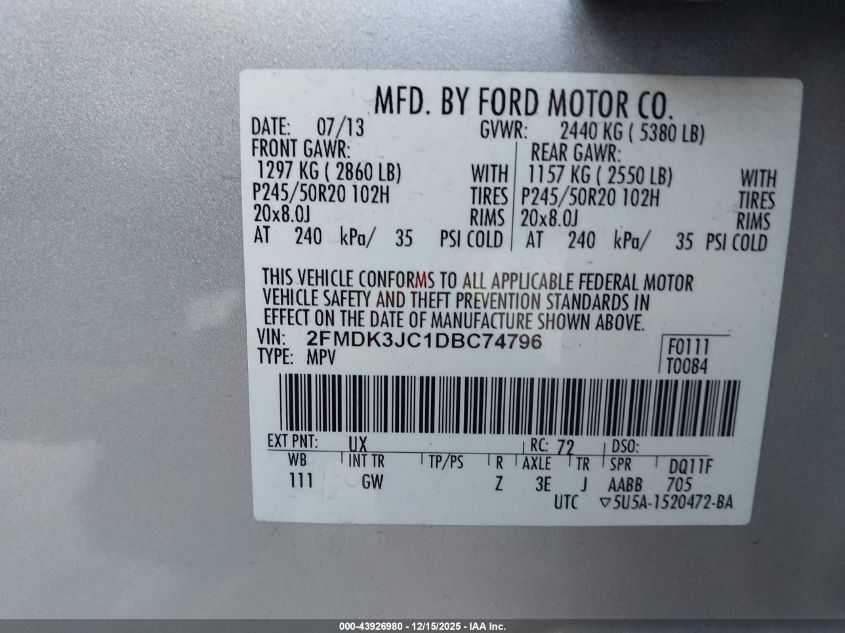 MFD. BY FORD MOTOR CO.
DATE: 07/13 GVWR: 2440 KG ( 5380 LB)
FRONT GAWR: REAR GAWR:
1297 KG ( 2860 LB) WITH 1157 KG ( 2550 LB) WITH
P245/50R20 102H TIRES P245/50R20 102H TIRES
20x8.0J RIMS 20x8.0J RIMS
AT 240 kPa/ 35 PSI COLD AT 240 kPa/ 35 PSI COLD
THIS VEHICLE CONFORMS TO ALL APPLICABLE FEDERAL MOTOR
VEHICLE SAFETY AND THEFT PREVENTION STANDARDS IN
EFFECT ON THE DATE OF MANUFACTURE SHOWN ABOVE.
VIN: 2FMDK3JC1DBC74796
TYPE: MPV
F0111
T0084
EXT PNT: UX RC: 72 DSO:
WB INT TR TP/PS R AXLE TR SPR DQ11F
111 GW Z 3E J AABB 705
UTC ▽5U5A-1520472-BA
000-43926980 - 12/15/2025 - IAA Inc.